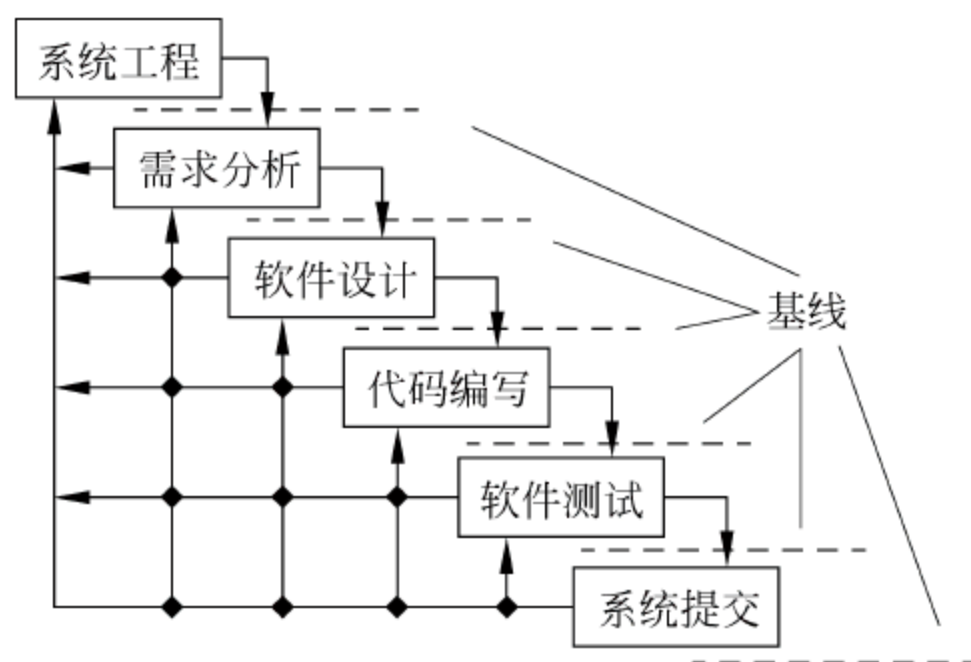 系统工程
需求分析
软件设计
基线
代码编写
软件测试
系统提交